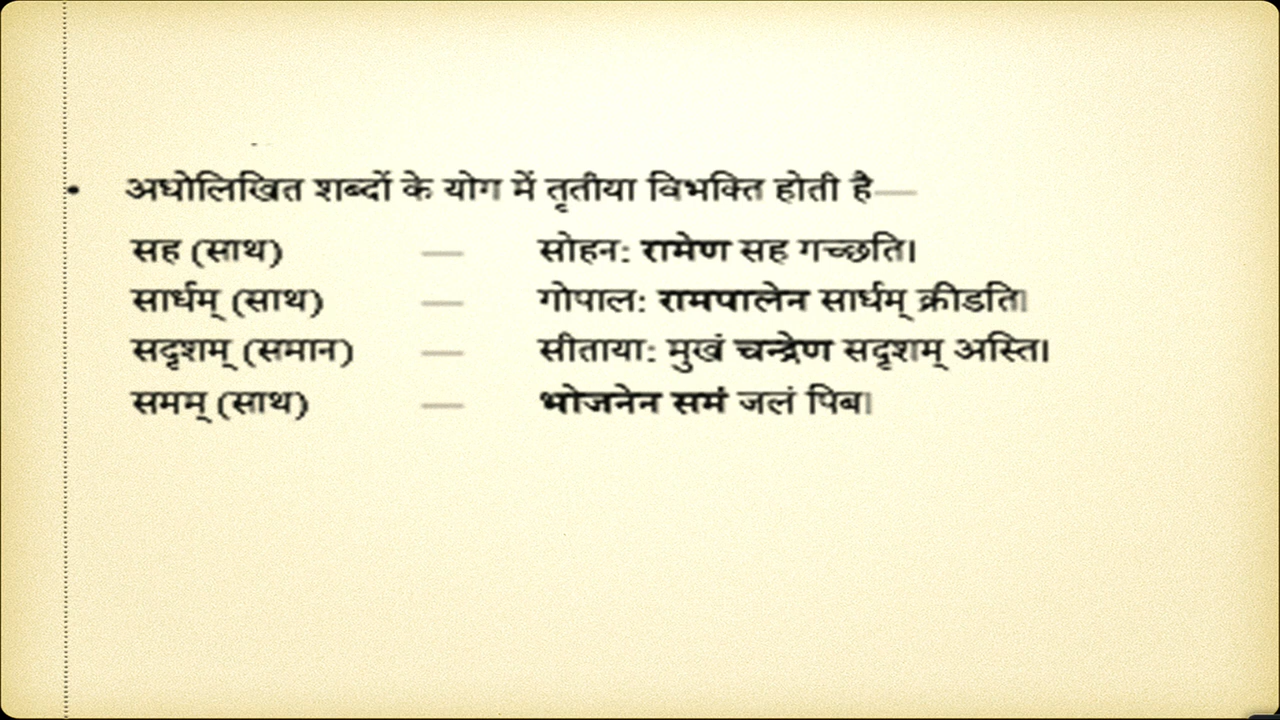 • अधोलिखित शब्दों के योग में तृतीया विभक्ति होती है—
सह (साथ) — सोहन: रामेण सह गच्छति।
सार्धम् (साथ) — गोपाल: रामपालेन सार्धम् क्रीडति।
सदृशम् (समान) — सीताया: मुखं चन्द्रेण सदृशम् अस्ति।
समम् (साथ) — भोजनेन समं जलं पिब।